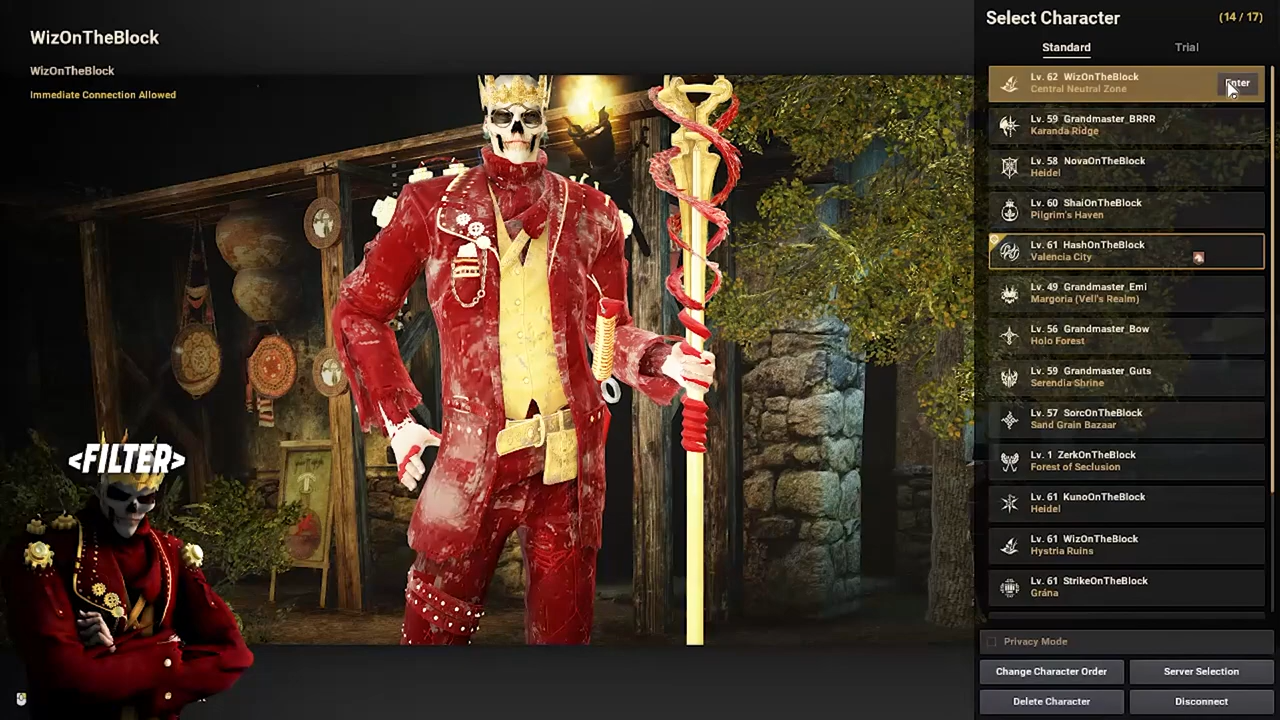 WizOnTheBlock
WizOnTheBlock
Immediate Connection Allowed
<FILTER>
Select Character
(14 / 17)
Standard
Trial
Lv. 62 WizOnTheBlock
Central Neutral Zone
Enter
Lv. 59 Grandmaster_BRRR
Karanda Ridge
Lv. 58 NovaOnTheBlock
Heidel
Lv. 60 ShaiOnTheBlock
Pilgrim's Haven
Lv. 61 HashOnTheBlock
Valencia City
Lv. 49 Grandmaster_Emi
Margoria (Vell's Realm)
Lv. 56 Grandmaster_Bow
Holo Forest
Lv. 59 Grandmaster_Guts
Serendia Shrine
Lv. 57 SorcOnTheBlock
Sand Grain Bazaar
Lv. 1 ZerkOnTheBlock
Forest of Seclusion
Lv. 61 KunoOnTheBlock
Heidel
Lv. 61 WizOnTheBlock
Hystria Ruins
Lv. 61 StrikeOnTheBlock
Grána
Privacy Mode
Change Character Order
Server Selection
Delete Character
Disconnect